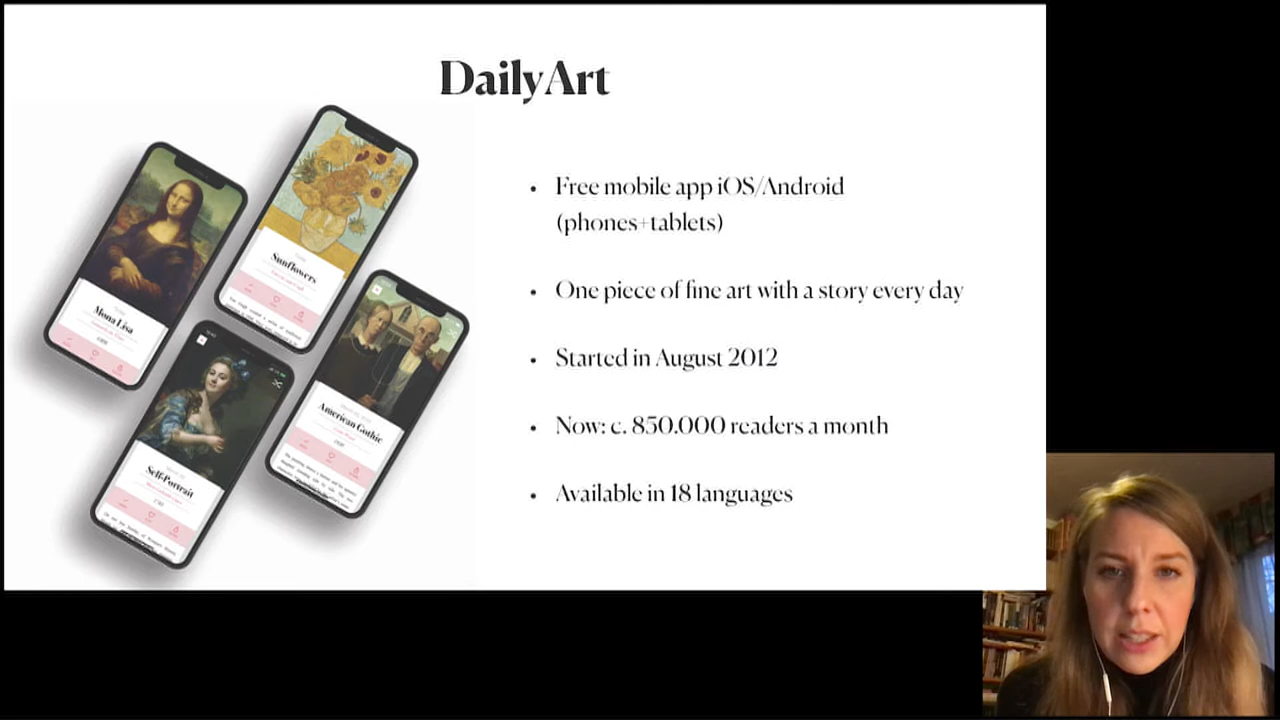 DailyArt
Free mobile app iOS/Android
(phones+tablets)
One piece of fine art with a story every day
Started in August 2012
Now: c. 850.000 readers a month
Available in 18 languages
Sunflowers
Mona Lisa
American Gothic
Self-Portrait